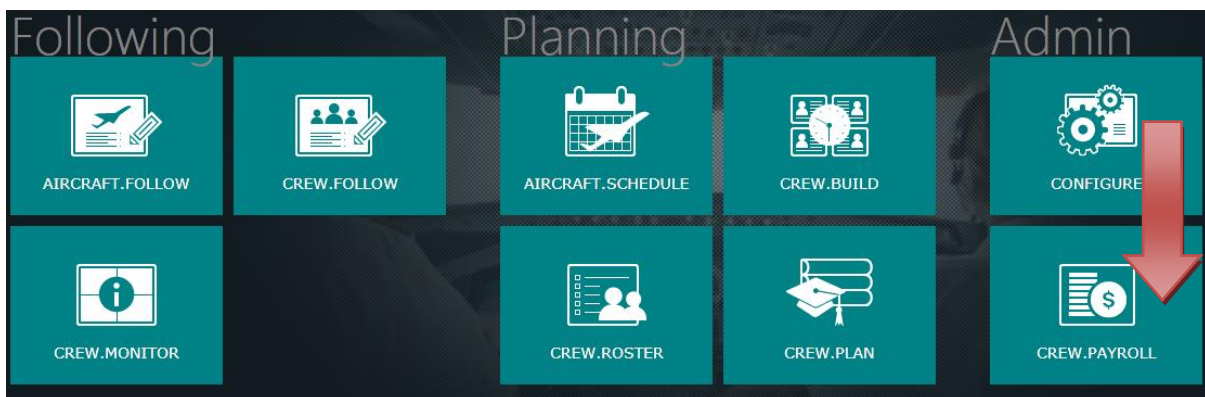 Following Planning Admin
AIRCRAFT.FOLLOW CREW.FOLLOW AIRCRAFT.SCHEDULE CREW.BUILD CONFIGURE
CREW.MONITOR CREW.ROSTER CREW.PLAN CREW.PAYROLL